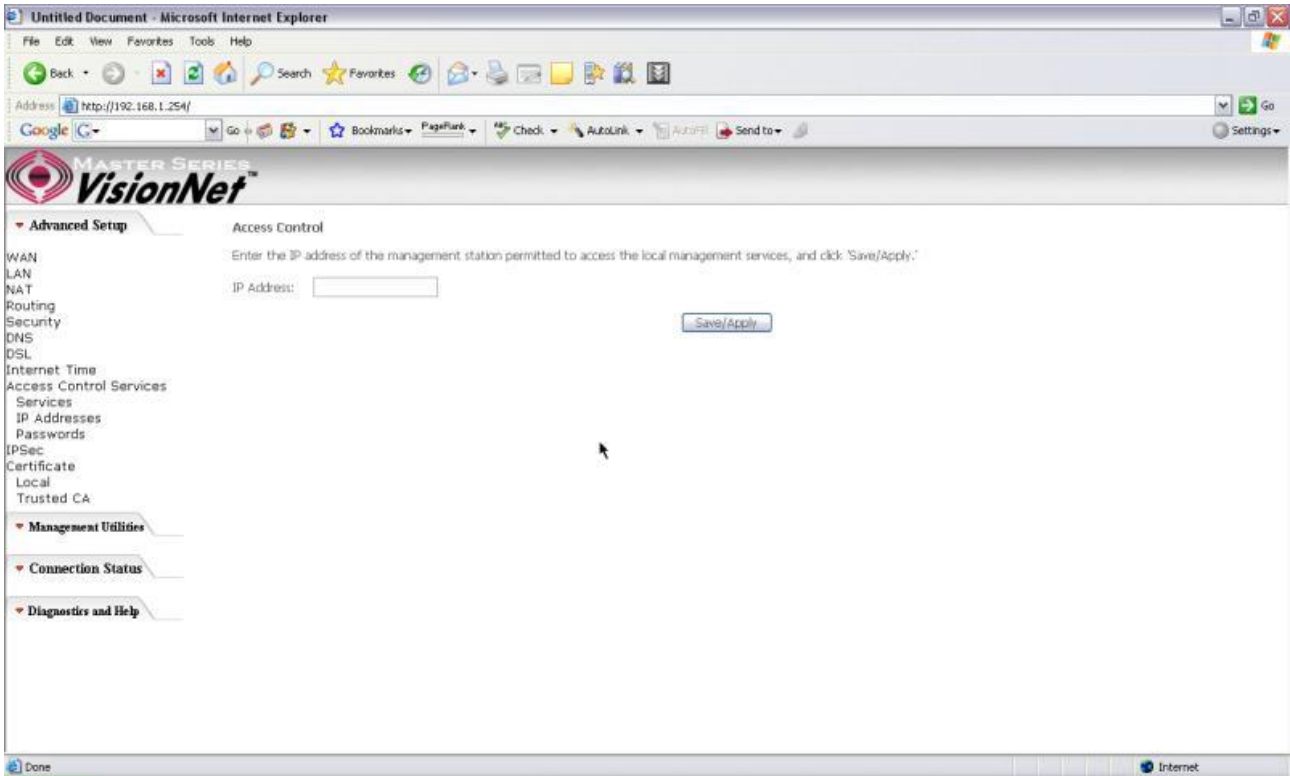 Untitled Document - Microsoft Internet Explorer
File Edit View Favorites Tools Help
Back Search Favorites
Address http://192.168.1.254/ Go
Google G Go Bookmarks PageRank Check AutoLink AutoFill Send to Settings
MASTER SERIES
VisionNet™
Advanced Setup
Access Control
Enter the IP address of the management station permitted to access the local management services, and click 'Save/Apply.'
IP Address:
Save/Apply
WAN
LAN
NAT
Routing
Security
DNS
DSL
Internet Time
Access Control Services
Services
IP Addresses
Passwords
IPSec
Certificate
Local
Trusted CA
Management Utilities
Connection Status
Diagnostics and Help
Done Internet